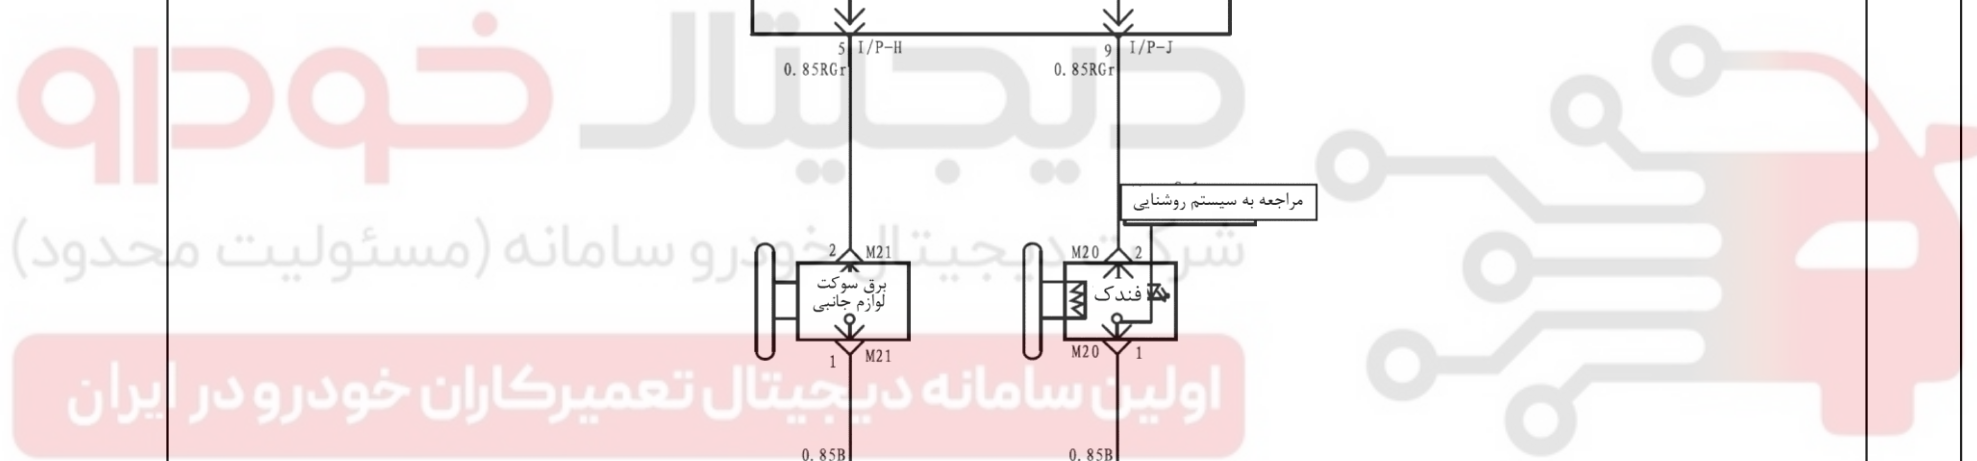 5 I/P-H
9 I/P-J
0.85RGr
0.85RGr
دیجیتال خودرو
مراجعه به سیستم روشنایی
شرکت دیجیتال خودرو سامانه (مسئولیت محدود)
2 M21
M20 2
برق سوکت
لوازم جانبی
فندک
1 M21
M20 1
اولین سامانه دیجیتال تعمیرکاران خودرو در ایران
0.85B
0.85B